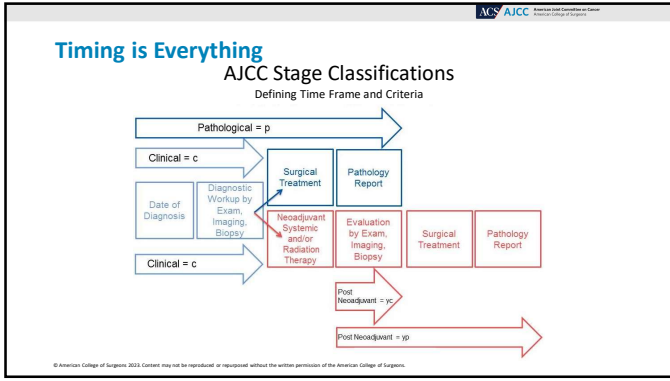 ACS AJCC American Joint Committee on Cancer
American College of Surgeons
Timing is Everything
AJCC Stage Classifications
Defining Time Frame and Criteria
Pathological = p
Clinical = c
Date of
Diagnosis
Diagnostic
Workup by
Exam,
Imaging,
Biopsy
Surgical
Treatment
Pathology
Report
Neoadjuvant
Systemic
and/or
Radiation
Therapy
Evaluation
by Exam,
Imaging,
Biopsy
Surgical
Treatment
Pathology
Report
Clinical = c
Post
Neoadjuvant = yc
Post Neoadjuvant = yp
© American College of Surgeons 2023. Content may not be reproduced or repurposed without the written permission of the American College of Surgeons.